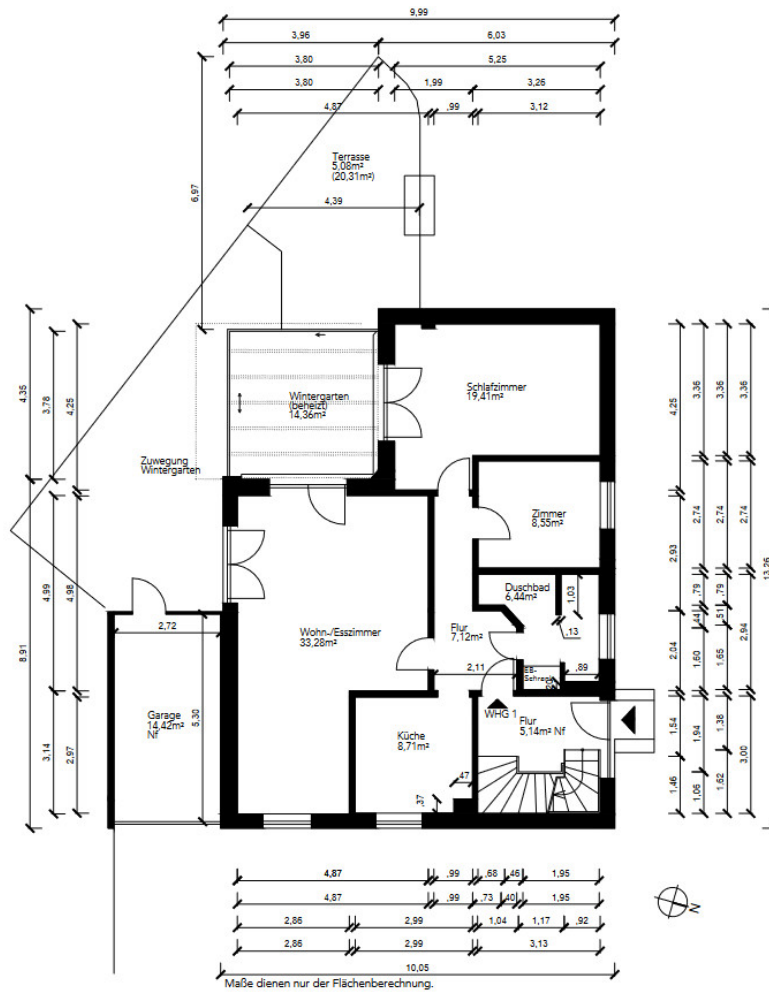 9,99
3,96 6,03
3,80 5,25
3,80 1,99 3,26
4,87 ,99 3,12
6,97
Terrasse
5,08m²
(20,31m²)
4,39
4,35
3,78
4,25
Wintergarten
(beheizt)
14,36m²
Schlafzimmer
19,41m²
Zuwegung
Wintergarten
Zimmer
8,55m²
Duschbad
6,44m²
1,03
,13
,89
Wohn-/Esszimmer
33,28m²
Flur
7,12m²
2,11
EB-
Schrank
WHG 1
Flur
5,14m² Nf
2,72
5,30
Garage
14,42m²
Nf
Küche
8,71m²
,47
,37
8,91
4,99
4,98
3,14
2,97
4,25
3,36
3,36
3,36
2,93
2,74
2,74
2,74
,79
,79
,44
,51
2,04
1,60
1,65
2,94
1,54
1,94
1,38
3,00
1,46
1,06
1,62
13,26
4,87 ,99 ,68 ,46 1,95
4,87 ,99 ,73 ,40 1,95
2,86 2,99 1,04 1,17 ,92
2,86 2,99 3,13
10,05
N
Maße dienen nur der Flächenberechnung.